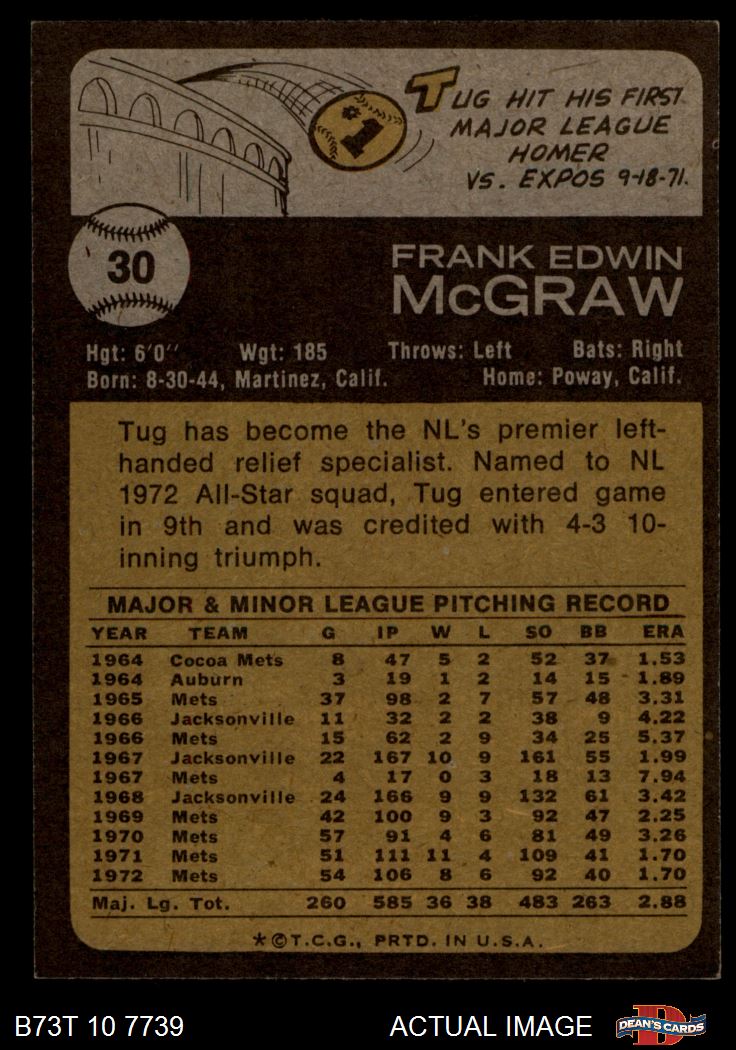 #1
TUG HIT HIS FIRST
MAJOR LEAGUE
HOMER
VS. EXPOS 9-18-71.
30
FRANK EDWIN
McGRAW
Hgt: 6'0" Wgt: 185 Throws: Left Bats: Right
Born: 8-30-44, Martinez, Calif. Home: Poway, Calif.
Tug has become the NL's premier left-
handed relief specialist. Named to NL
1972 All-Star squad, Tug entered game
in 9th and was credited with 4-3 10-
inning triumph.
MAJOR & MINOR LEAGUE PITCHING RECORD
YEAR TEAM G IP W L SO BB ERA
1964 Cocoa Mets 8 47 5 2 52 37 1.53
1964 Auburn 3 19 1 2 14 15 1.89
1965 Mets 37 98 2 7 57 48 3.31
1966 Jacksonville 11 32 2 2 38 9 4.22
1966 Mets 15 62 2 9 34 25 5.37
1967 Jacksonville 22 167 10 9 161 55 1.99
1967 Mets 4 17 0 3 18 13 7.94
1968 Jacksonville 24 166 9 9 132 61 3.42
1969 Mets 42 100 9 3 92 47 2.25
1970 Mets 57 91 4 6 81 49 3.26
1971 Mets 51 111 11 4 109 41 1.70
1972 Mets 54 106 8 6 92 40 1.70
Maj. Lg. Tot. 260 585 36 38 483 263 2.88
*©T.C.G., PRTD. IN U.S.A.
B73T 10 7739 ACTUAL IMAGE D DEAN'S CARDS